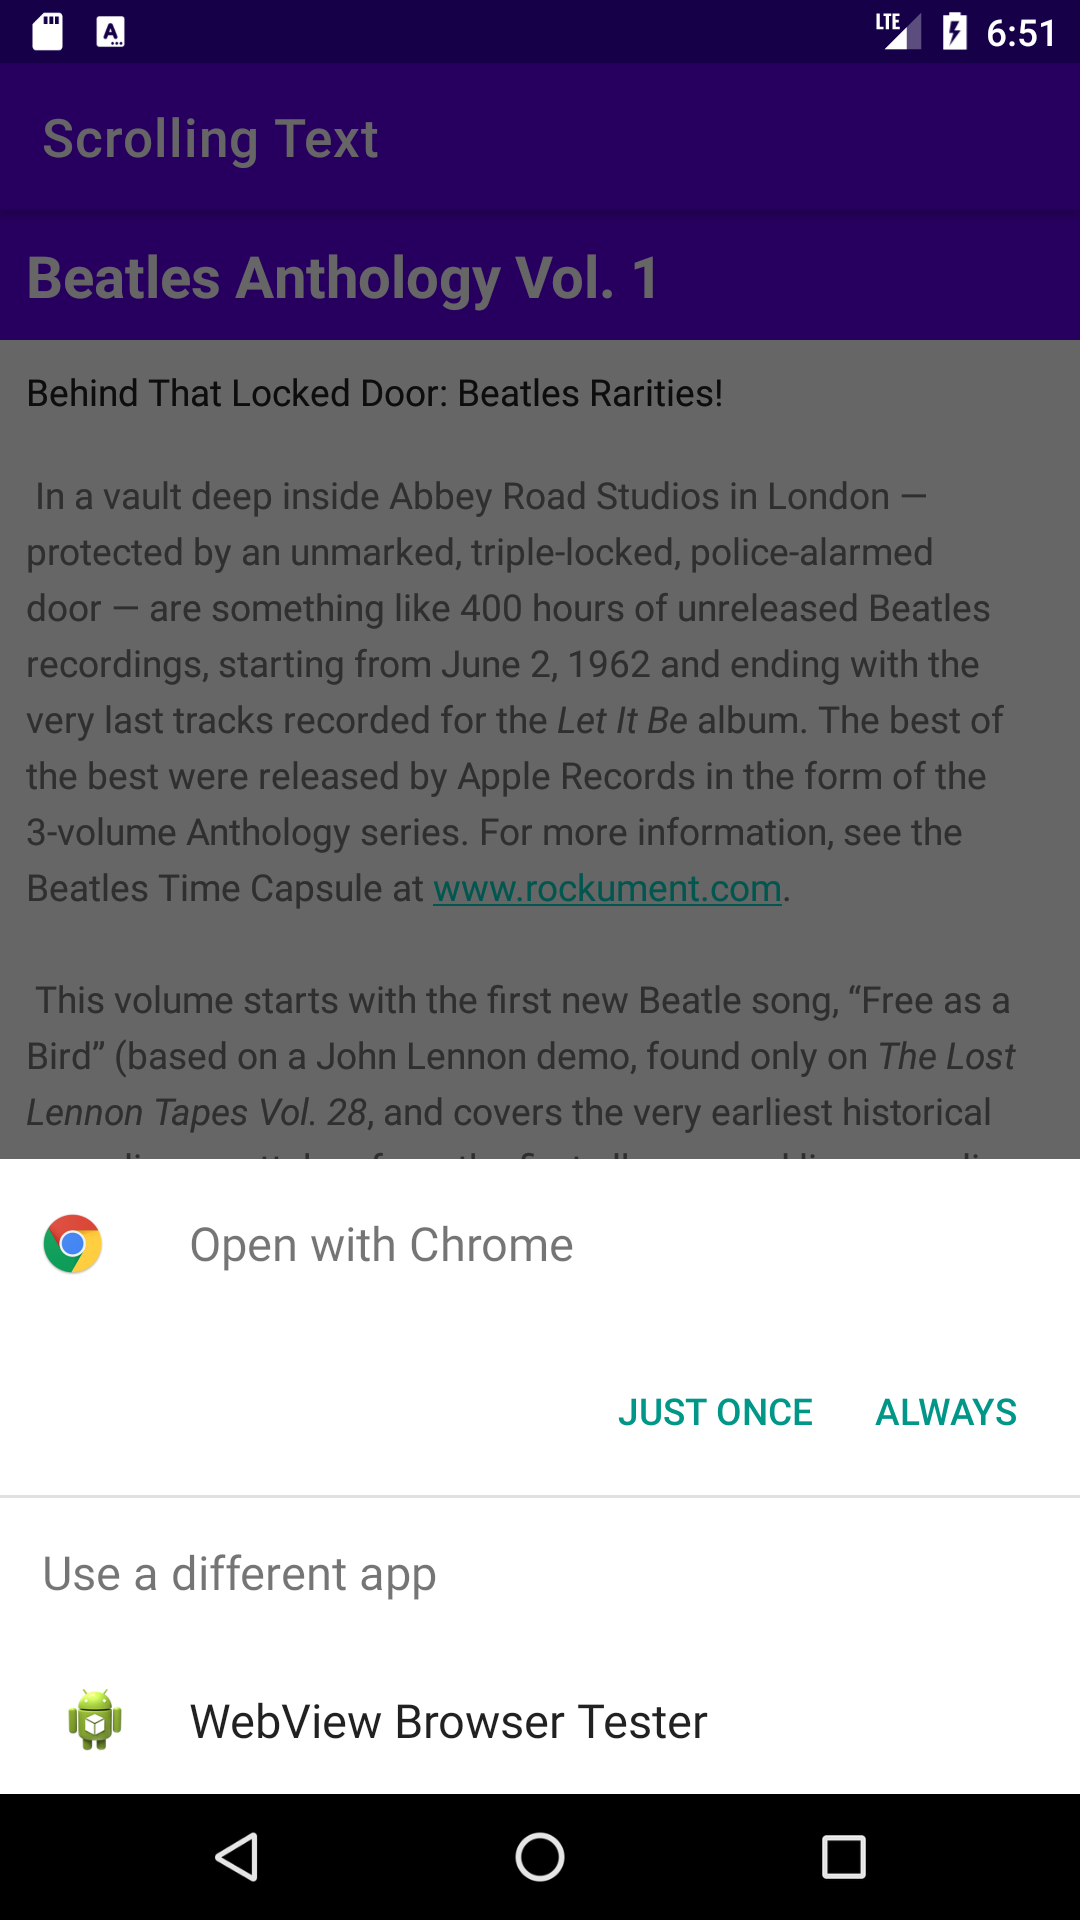 LTE 6:51
Scrolling Text
Beatles Anthology Vol. 1
Behind That Locked Door: Beatles Rarities!
In a vault deep inside Abbey Road Studios in London —
protected by an unmarked, triple-locked, police-alarmed
door — are something like 400 hours of unreleased Beatles
recordings, starting from June 2, 1962 and ending with the
very last tracks recorded for the Let It Be album. The best of
the best were released by Apple Records in the form of the
3-volume Anthology series. For more information, see the
Beatles Time Capsule at www.rockument.com.
This volume starts with the first new Beatle song, “Free as a
Bird” (based on a John Lennon demo, found only on The Lost
Lennon Tapes Vol. 28, and covers the very earliest historical
Open with Chrome
JUST ONCE ALWAYS
Use a different app
WebView Browser Tester